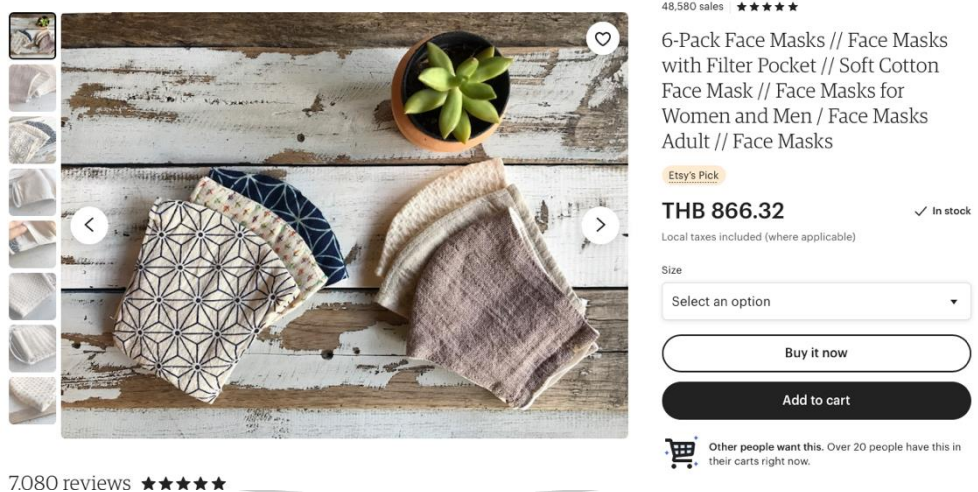 48,580 sales
6-Pack Face Masks // Face Masks
with Filter Pocket // Soft Cotton
Face Mask // Face Masks for
Women and Men / Face Masks
Adult // Face Masks
Etsy's Pick
THB 866.32
In stock
Local taxes included (where applicable)
Size
Select an option
Buy it now
Add to cart
Other people want this. Over 20 people have this in
their carts right now.
7,080 reviews